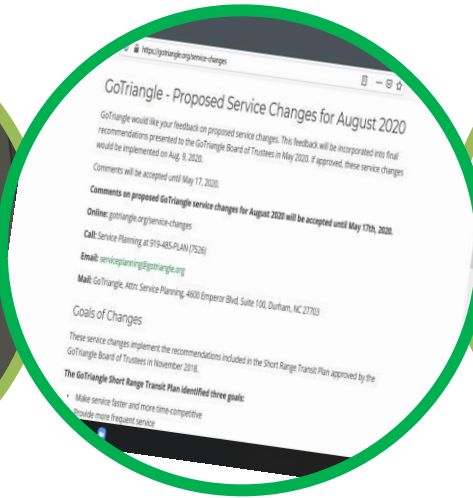 https://gotriangle.org/service-changes
GoTriangle - Proposed Service Changes for August 2020
GoTriangle would like your feedback on proposed service changes. This feedback will be incorporated into final
recommendations presented to the GoTriangle Board of Trustees in May 2020. If approved, these service changes
would be implemented on Aug. 9, 2020.
Comments will be accepted until May 17, 2020.
Comments on proposed GoTriangle service changes for August 2020 will be accepted until May 17th, 2020.
Online: gotriangle.org/service-changes
Call: Service Planning at 919-485-PLAN (7526)
Email: serviceplanning@gotriangle.org
Mail: GoTriangle, Attn: Service Planning, 4600 Emperor Blvd, Suite 100, Durham, NC 27703
Goals of Changes
These service changes implement the recommendations included in the Short Range Transit Plan approved by the
GoTriangle Board of Trustees in November 2018.
The GoTriangle Short Range Transit Plan identified three goals:
• Make service faster and more time-competitive
Provide more frequent service